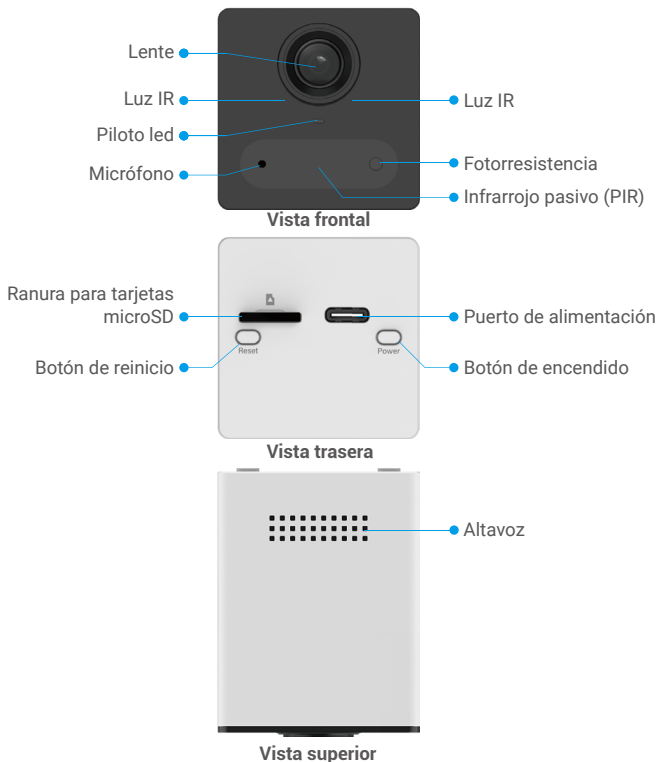 Lente
Luz IR
Luz IR
Piloto led
Micrófono
Fotorresistencia
Infrarrojo pasivo (PIR)
Vista frontal
Ranura para tarjetas
microSD
Puerto de alimentación
Reset
Power
Botón de reinicio
Botón de encendido
Vista trasera
Altavoz
Vista superior